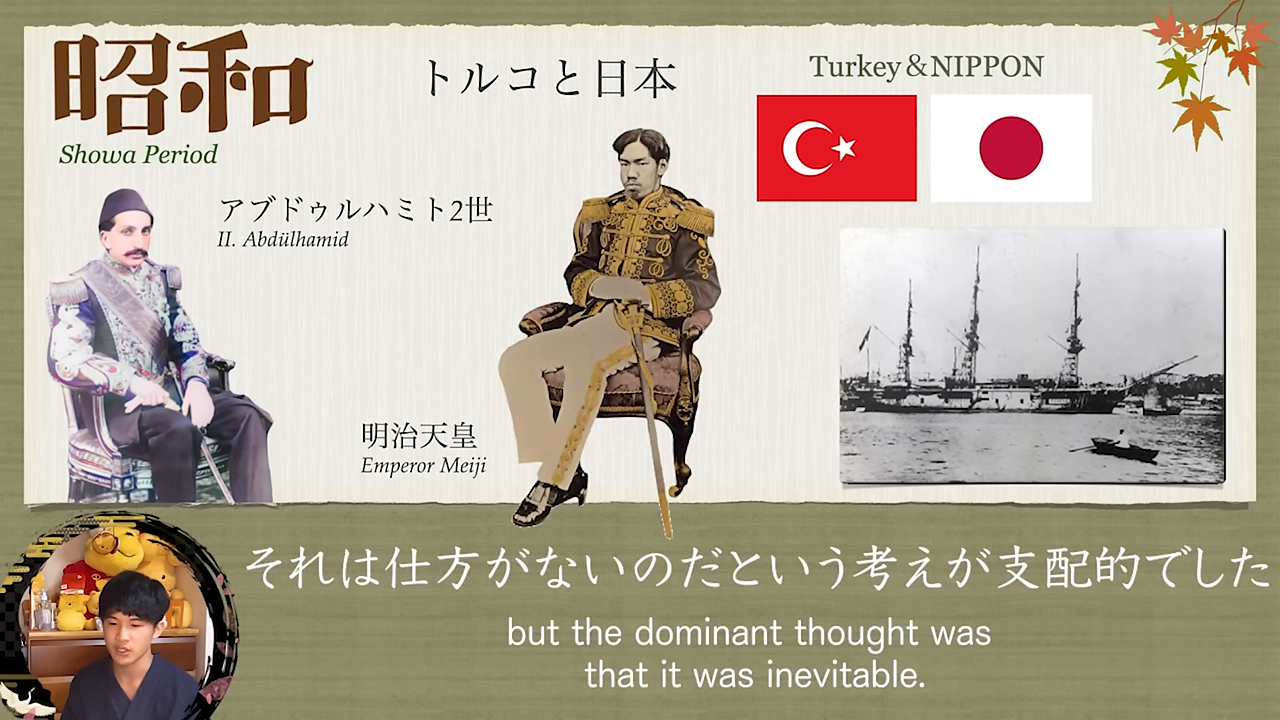 昭和
Showa Period
トルコと日本
Turkey＆NIPPON
アブドゥルハミト2世
II. Abdülhamid
明治天皇
Emperor Meiji
それは仕方がないのだという考えが支配的でした
but the dominant thought was
that it was inevitable.